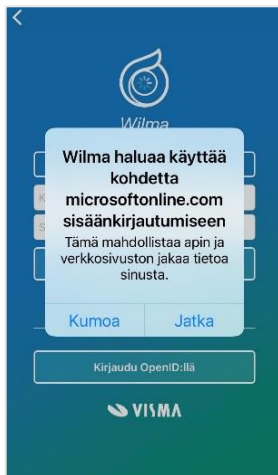 Wilma
Wilma haluaa käyttää
kohdetta
microsoftonline.com
sisäänkirjautumiseen
Tämä mahdollistaa apin ja
verkkosivuston jakaa tietoa
sinusta.
Kumoa
Jatka
Kirjaudu OpenID:llä
VISMA